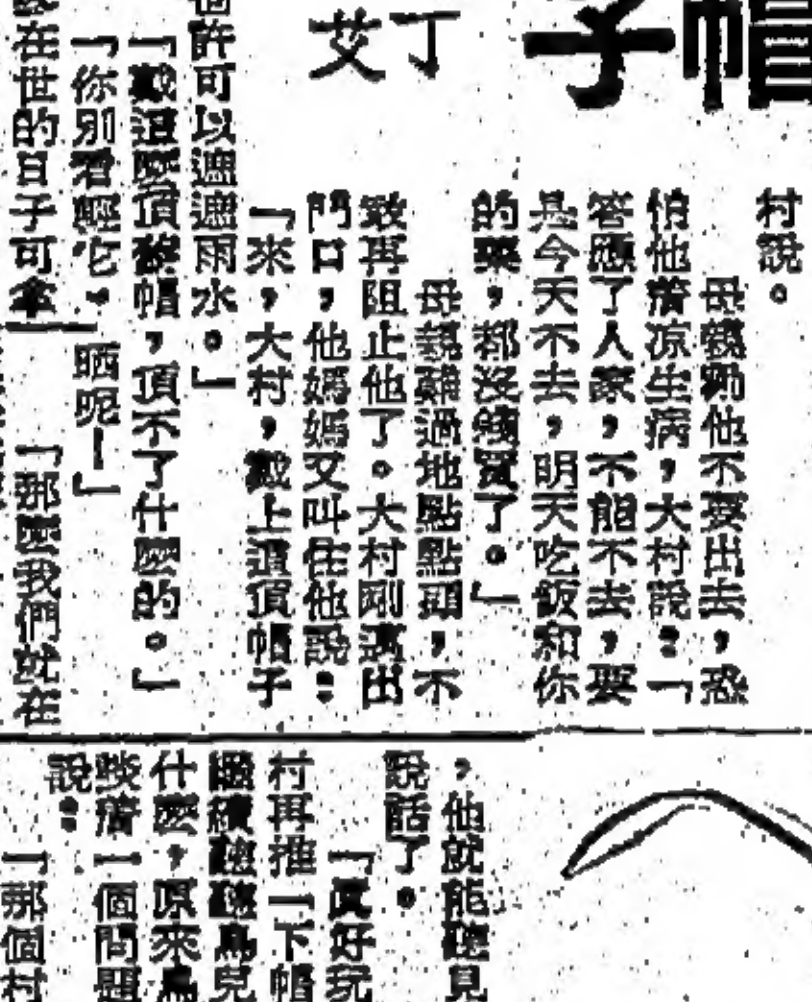 帽子
丁艾
村說。
母親勸他不要出去，恐
怕他着凉生病，大村說：「
答應了人家，不能不去，要
是今天不去，明天吃飯和你
的藥，都沒錢買了。」
母親難過地點點頭，不
敢再阻止他了。大村剛邁出
門口，他媽媽又叫住他說：
「來，大村，戴上這頂帽子
也許可以遮遮雨水。」
「戴這麼頂破帽，頂不了什麼的。」
「你別看輕它，
在世的日子可拿
晒呢！」
「那麼我們就在
，他就能聽見
說話了。
「真好玩
村再推一下帽
繼續聽聽鳥兒
什麼，原來鳥
談着一個問題
說：
「那個村